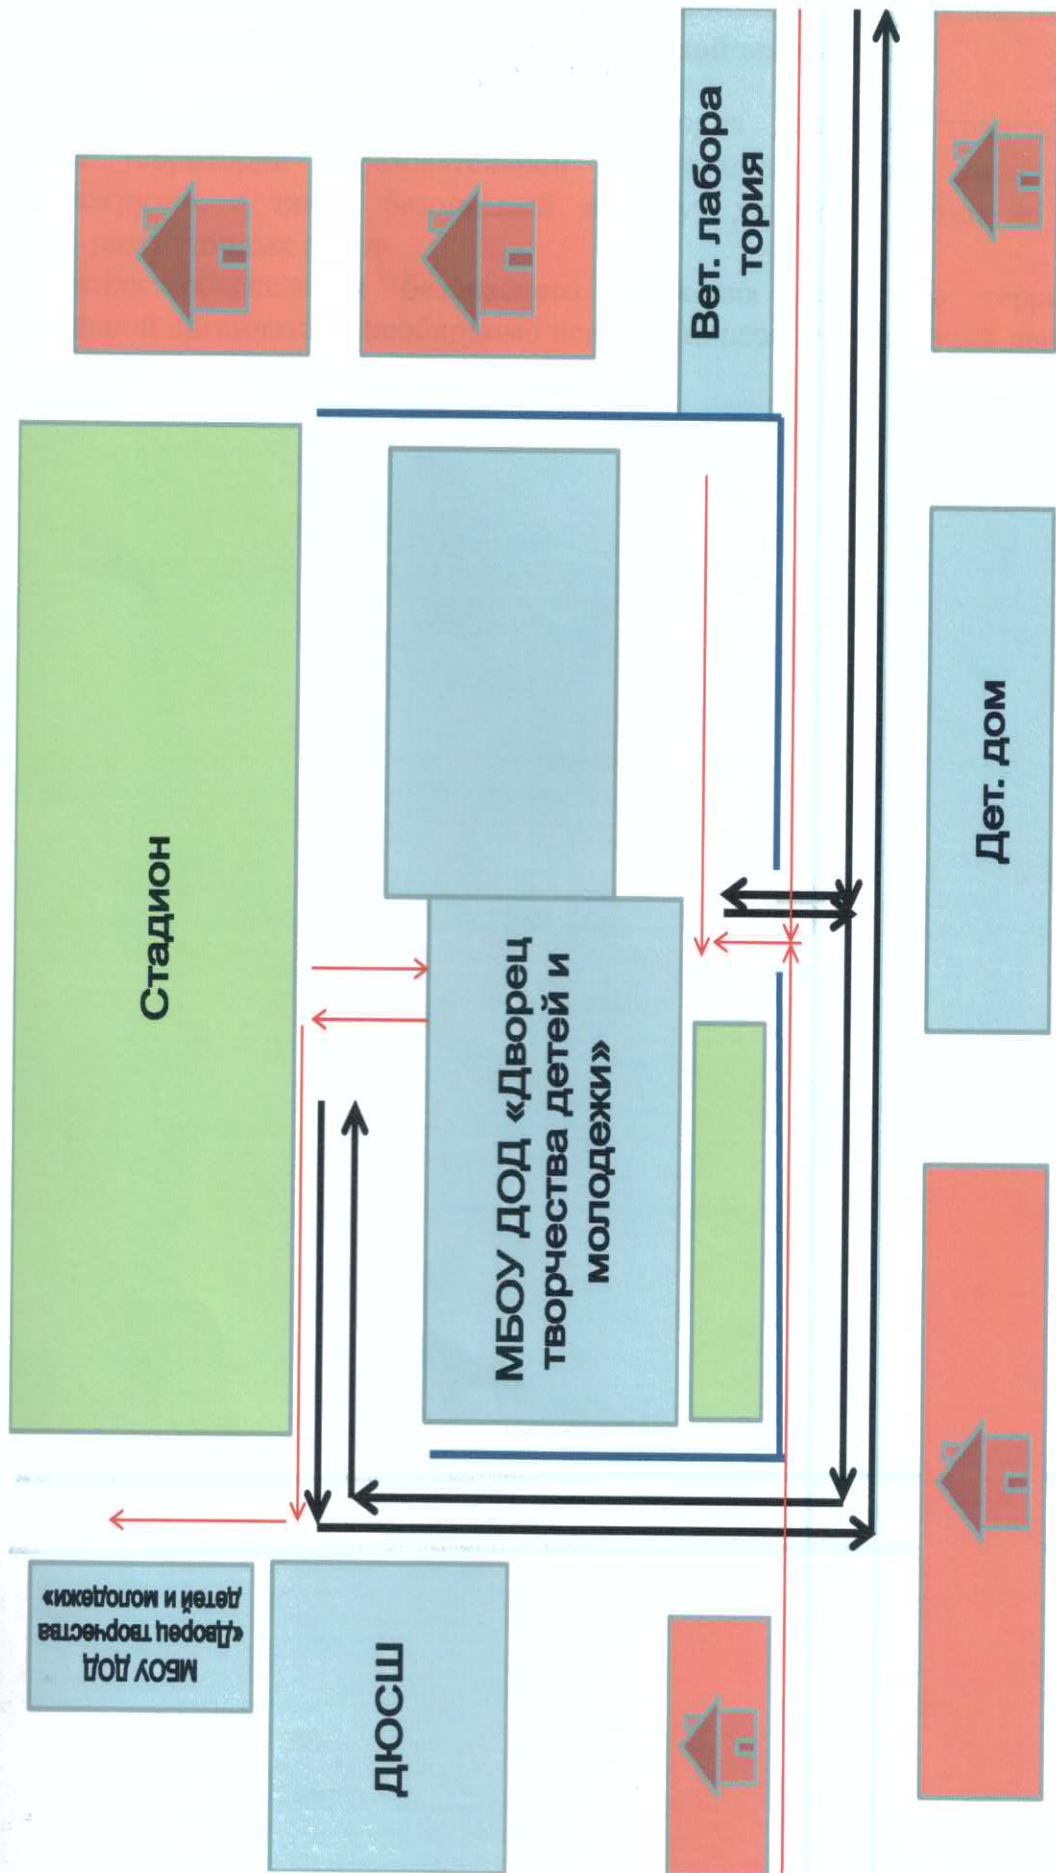 Стадион
Вет. лабора
тория
МБОУ ДОД «Дворец
творчества детей и
молодежи»
Дет. дом
МБОУ ДОД
«Дворец творчества
детей и молодежи»
ДЮСШ